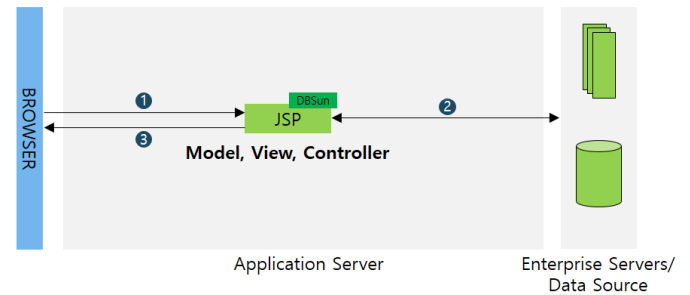 BROWSER
1
DBSun
2
JSP
3
Model, View, Controller
Application Server
Enterprise Servers/
Data Source